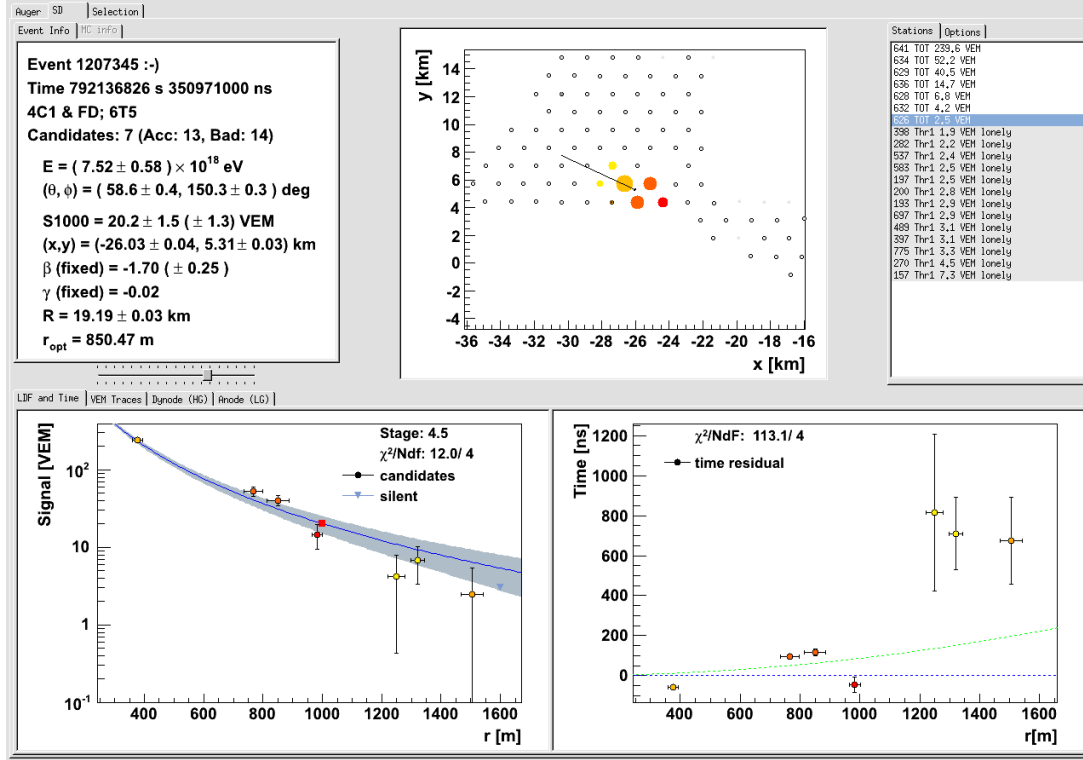 Auger SD Selection
Event Info MC info
Event 1207345 :-)
Time 792136826 s 350971000 ns
4C1 & FD; 6T5
Candidates: 7 (Acc: 13, Bad: 14)
E = ( 7.52 ± 0.58 ) × 10^18 eV
(θ, ϕ) = ( 58.6 ± 0.4, 150.3 ± 0.3 ) deg
S1000 = 20.2 ± 1.5 ( ± 1.3) VEM
(x,y) = (-26.03 ± 0.04, 5.31 ± 0.03) km
β (fixed) = -1.70 ( ± 0.25 )
γ (fixed) = -0.02
R = 19.19 ± 0.03 km
r_opt = 850.47 m
y [km]
14
12
10
8
6
4
2
0
-2
-4
-36 -34 -32 -30 -28 -26 -24 -22 -20 -18 -16
x [km]
Stations Options
641 TOT 239.6 VEM
634 TOT 52.2 VEM
629 TOT 40.5 VEM
636 TOT 14.7 VEM
628 TOT 6.8 VEM
632 TOT 4.2 VEM
626 TOT 2.5 VEM
398 Thr1 1.9 VEM lonely
282 Thr1 2.2 VEM lonely
537 Thr1 2.4 VEM lonely
583 Thr1 2.5 VEM lonely
197 Thr1 2.5 VEM lonely
200 Thr1 2.8 VEM lonely
193 Thr1 2.9 VEM lonely
697 Thr1 2.9 VEM lonely
489 Thr1 3.1 VEM lonely
397 Thr1 3.1 VEM lonely
775 Thr1 3.3 VEM lonely
270 Thr1 4.5 VEM lonely
157 Thr1 7.3 VEM lonely
LDF and Time VEM Traces Dynode (HG) Anode (LG)
Signal [VEM]
10^2
10
1
10^-1
Stage: 4.5
χ²/Ndf: 12.0/ 4
candidates
silent
400 600 800 1000 1200 1400 1600
r [m]
Time [ns]
1200
1000
800
600
400
200
0
χ²/NdF: 113.1/ 4
time residual
400 600 800 1000 1200 1400 1600
r[m]